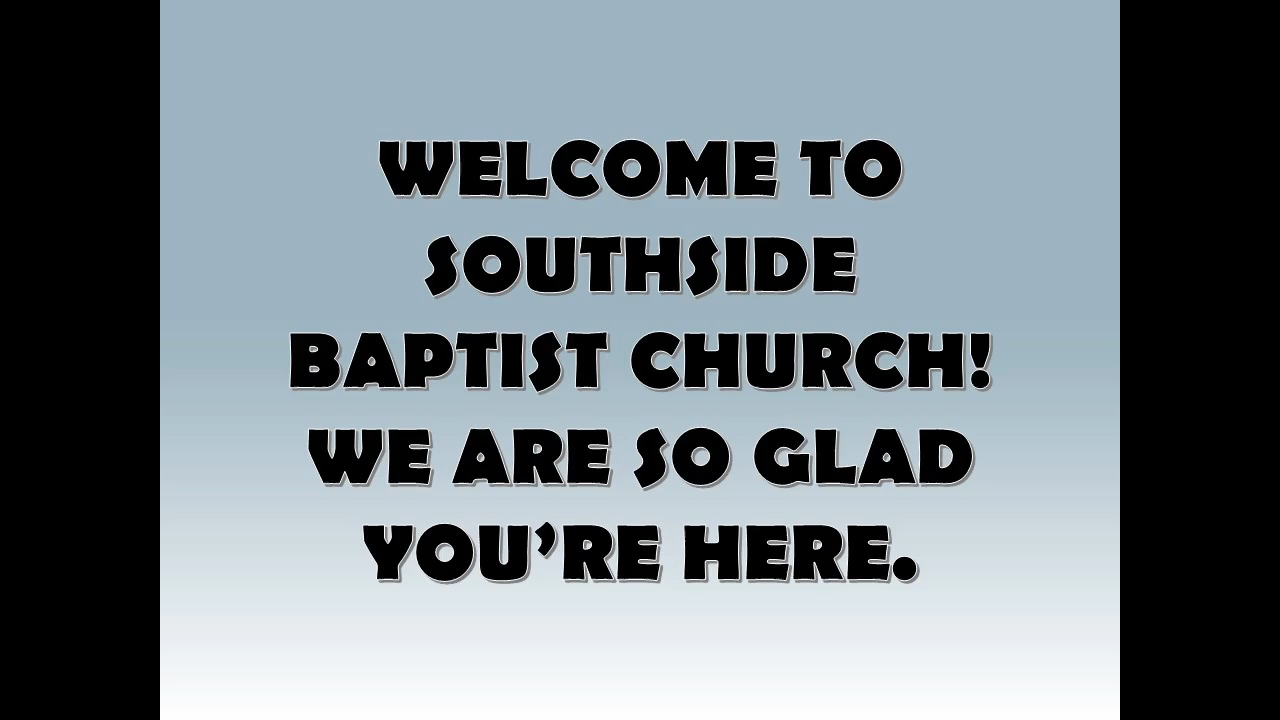 WELCOME TO
SOUTHSIDE
BAPTIST CHURCH!
WE ARE SO GLAD
YOU’RE HERE.